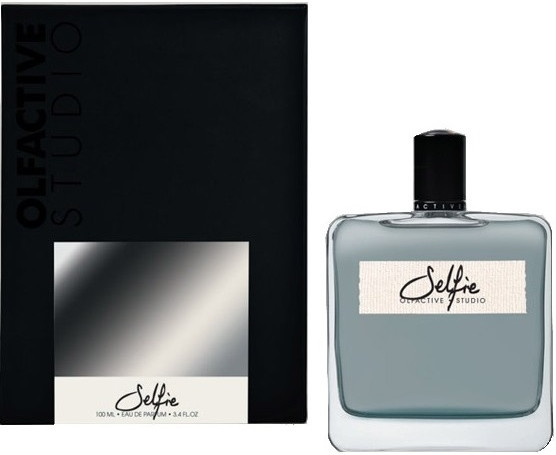 OLFACTIVE
STUDIO
Selfie
100 ML • EAU DE PARFUM • 3.4 FL.OZ
ACTIVE
Selfie
OLFACTIVE • STUDIO